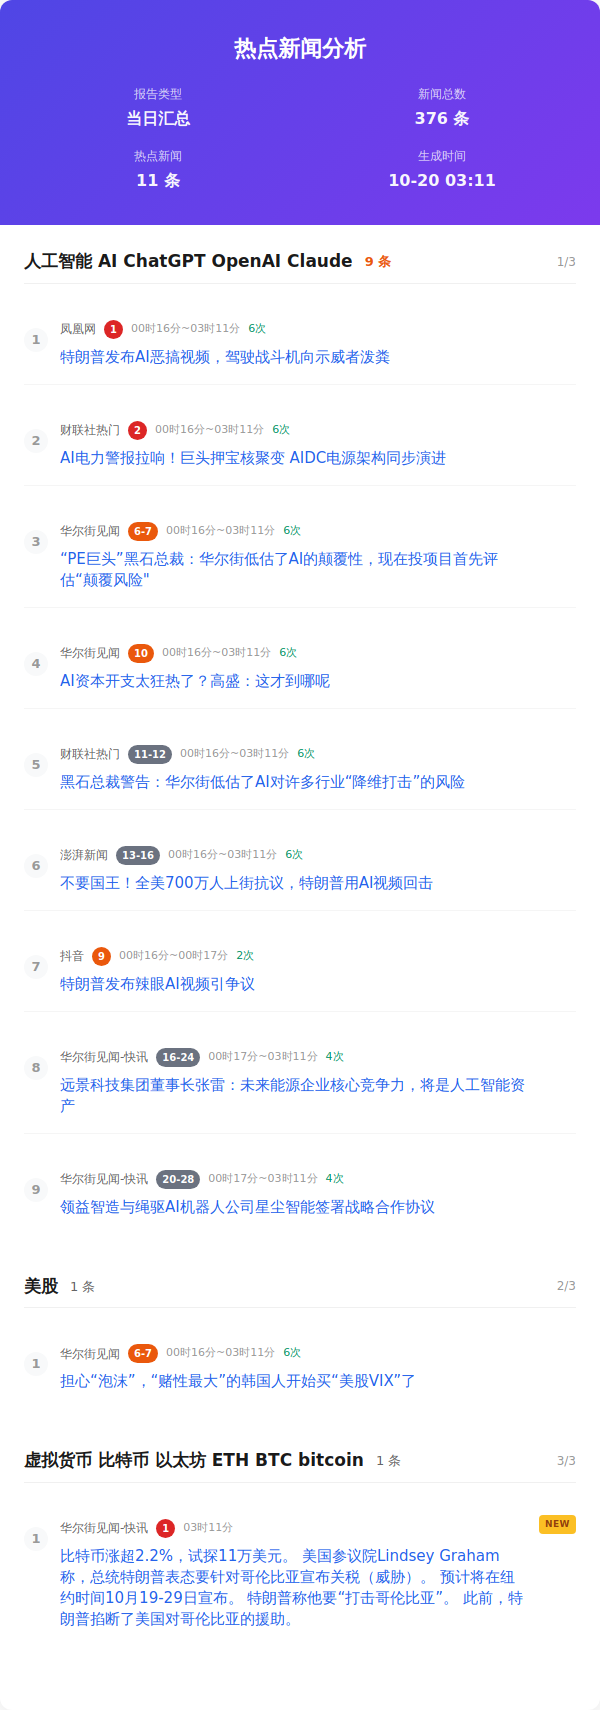 热点新闻分析
报告类型
当日汇总
新闻总数
376 条
热点新闻
11 条
生成时间
10-20 03:11
人工智能 AI ChatGPT OpenAI Claude 9 条 1/3
1
凤凰网 1 00时16分~03时11分 6次
特朗普发布AI恶搞视频，驾驶战斗机向示威者泼粪
2
财联社热门 2 00时16分~03时11分 6次
AI电力警报拉响！巨头押宝核聚变 AIDC电源架构同步演进
3
华尔街见闻 6-7 00时16分~03时11分 6次
“PE巨头”黑石总裁：华尔街低估了AI的颠覆性，现在投项目首先评
估“颠覆风险"
4
华尔街见闻 10 00时16分~03时11分 6次
AI资本开支太狂热了？高盛：这才到哪呢
5
财联社热门 11-12 00时16分~03时11分 6次
黑石总裁警告：华尔街低估了AI对许多行业“降维打击”的风险
6
澎湃新闻 13-16 00时16分~03时11分 6次
不要国王！全美700万人上街抗议，特朗普用AI视频回击
7
抖音 9 00时16分~00时17分 2次
特朗普发布辣眼AI视频引争议
8
华尔街见闻-快讯 16-24 00时17分~03时11分 4次
远景科技集团董事长张雷：未来能源企业核心竞争力，将是人工智能资
产
9
华尔街见闻-快讯 20-28 00时17分~03时11分 4次
领益智造与绳驱AI机器人公司星尘智能签署战略合作协议
美股 1 条 2/3
1
华尔街见闻 6-7 00时16分~03时11分 6次
担心“泡沫”，“赌性最大”的韩国人开始买“美股VIX”了
虚拟货币 比特币 以太坊 ETH BTC bitcoin 1 条 3/3
1
华尔街见闻-快讯 1 03时11分 NEW
比特币涨超2.2%，试探11万美元。 美国参议院Lindsey Graham
称，总统特朗普表态要针对哥伦比亚宣布关税（威胁）。 预计将在纽
约时间10月19-29日宣布。 特朗普称他要“打击哥伦比亚”。 此前，特
朗普掐断了美国对哥伦比亚的援助。